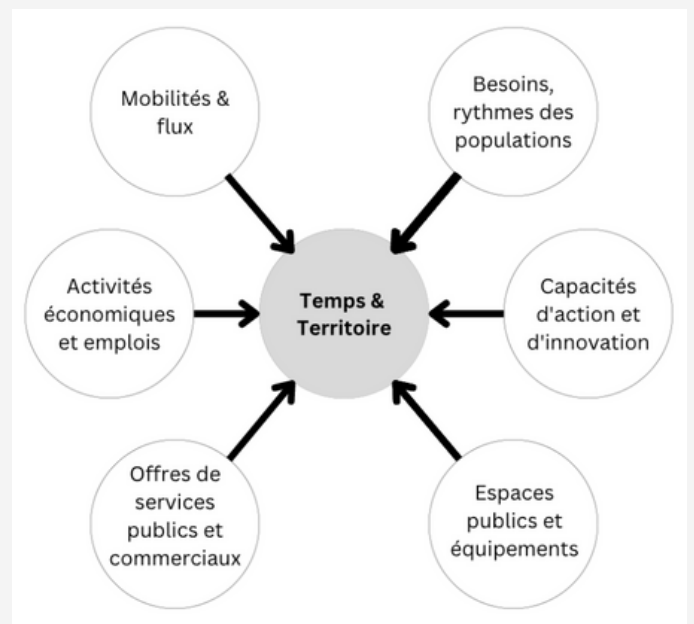 Mobilités &
flux
Besoins,
rythmes des
populations
Activités
économiques
et emplois
Temps &
Territoire
Capacités
d'action et
d'innovation
Offres de
services
publics et
commerciaux
Espaces
publics et
équipements